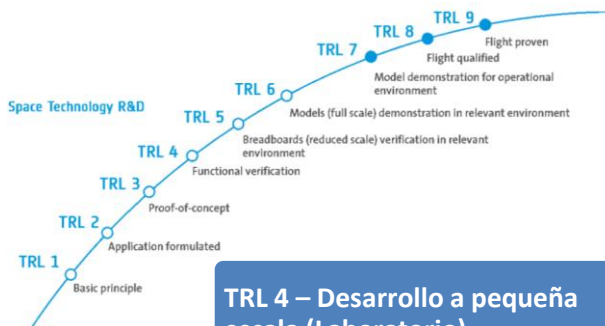 TRL 9
Flight proven
TRL 8
Flight qualified
TRL 7
Model demonstration for operational
environment
TRL 6
Models (full scale) demonstration in relevant environment
Space Technology R&D
TRL 5
Breadboards (reduced scale) verification in relevant
environment
TRL 4
Functional verification
TRL 3
Proof-of-concept
TRL 2
Application formulated
TRL 1
Basic principle
TRL 4 – Desarrollo a pequeña
escala (Laboratorio)